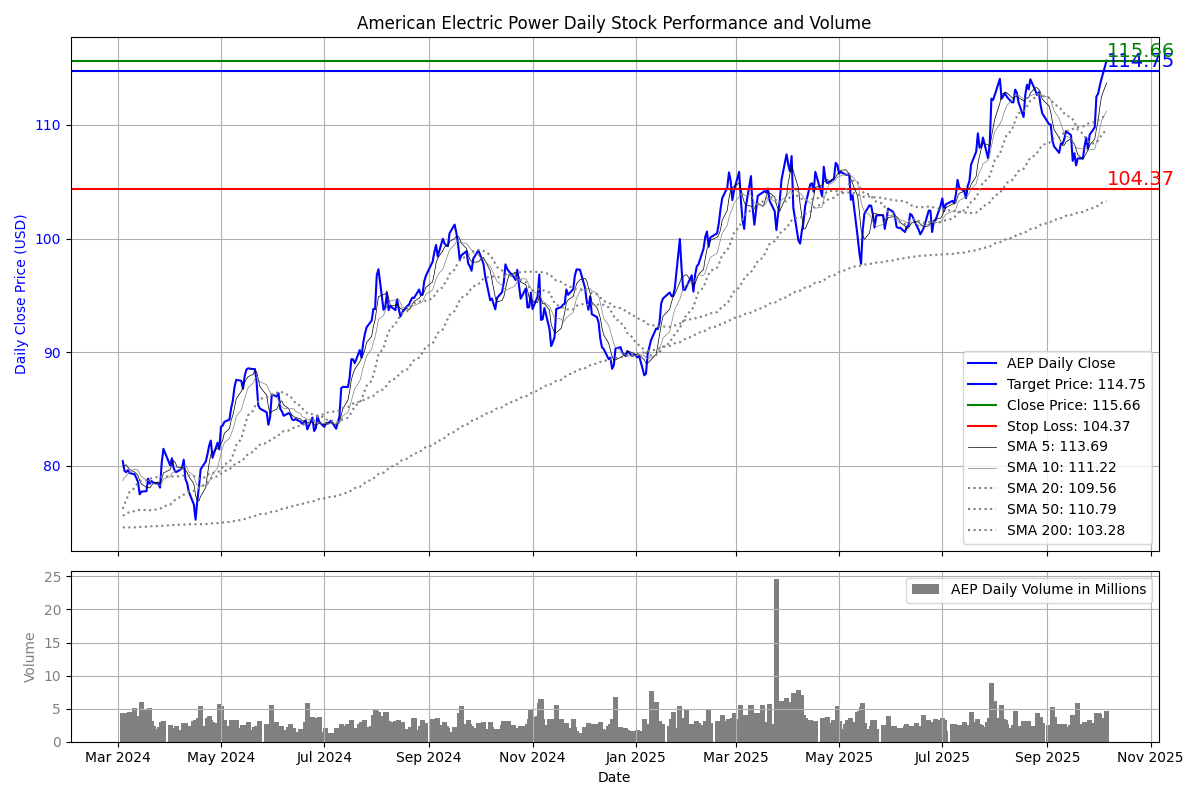 American Electric Power Daily Stock Performance and Volume
115.66
114.75
104.37
Daily Close Price (USD)
110
100
90
80
AEP Daily Close
Target Price: 114.75
Close Price: 115.66
Stop Loss: 104.37
SMA 5: 113.69
SMA 10: 111.22
SMA 20: 109.56
SMA 50: 110.79
SMA 200: 103.28
Volume
25
20
15
10
5
0
AEP Daily Volume in Millions
Mar 2024 May 2024 Jul 2024 Sep 2024 Nov 2024 Jan 2025 Mar 2025 May 2025 Jul 2025 Sep 2025 Nov 2025
Date